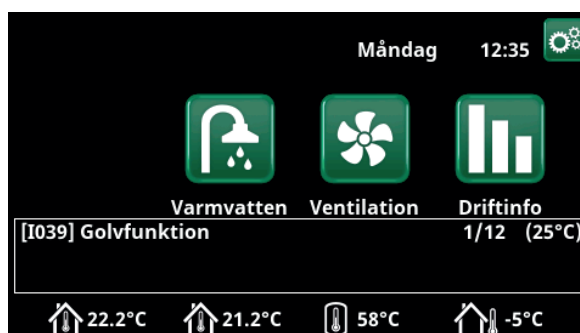 Måndag 12:35
Varmvatten Ventilation Driftinfo
[I039] Golvfunktion 1/12 (25°C)
22.2°C 21.2°C 58°C -5°C